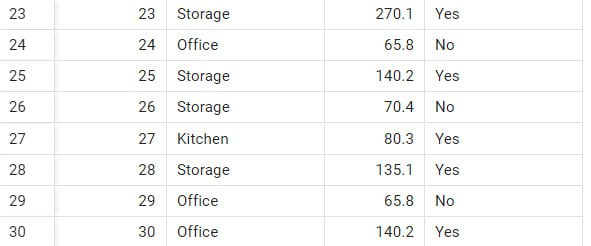 23 23 Storage 270.1 Yes
24 24 Office 65.8 No
25 25 Storage 140.2 Yes
26 26 Storage 70.4 No
27 27 Kitchen 80.3 Yes
28 28 Storage 135.1 Yes
29 29 Office 65.8 No
30 30 Office 140.2 Yes